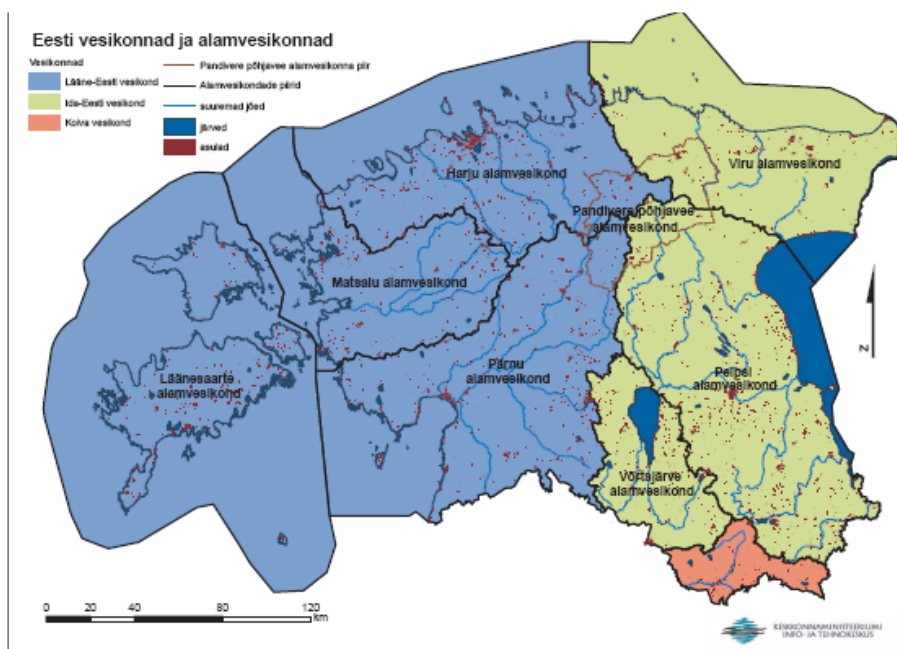 Eesti vesikonnad ja alamvesikonnad
Vesikonnad
Lääne-Eesti vesikond
Ida-Eesti vesikond
Koiva vesikond
Pandivere põhjavee alamvesikonna piir
Alamvesikondade piirid
suuremad jõed
järved
asulad
Harju alamvesikond
Viru alamvesikond
Pandivere põhjavee
alamvesikond
Matsalu alamvesikond
Läänesaarte
alamvesikond
Pärnu
alamvesikond
Peipsi
alamvesikond
Võrtsjärve
alamvesikond
N
0 20 40 60 80 120
km
KESKKONNAMINISTEERIUMI
INFO- JA TEHNOKESKUS